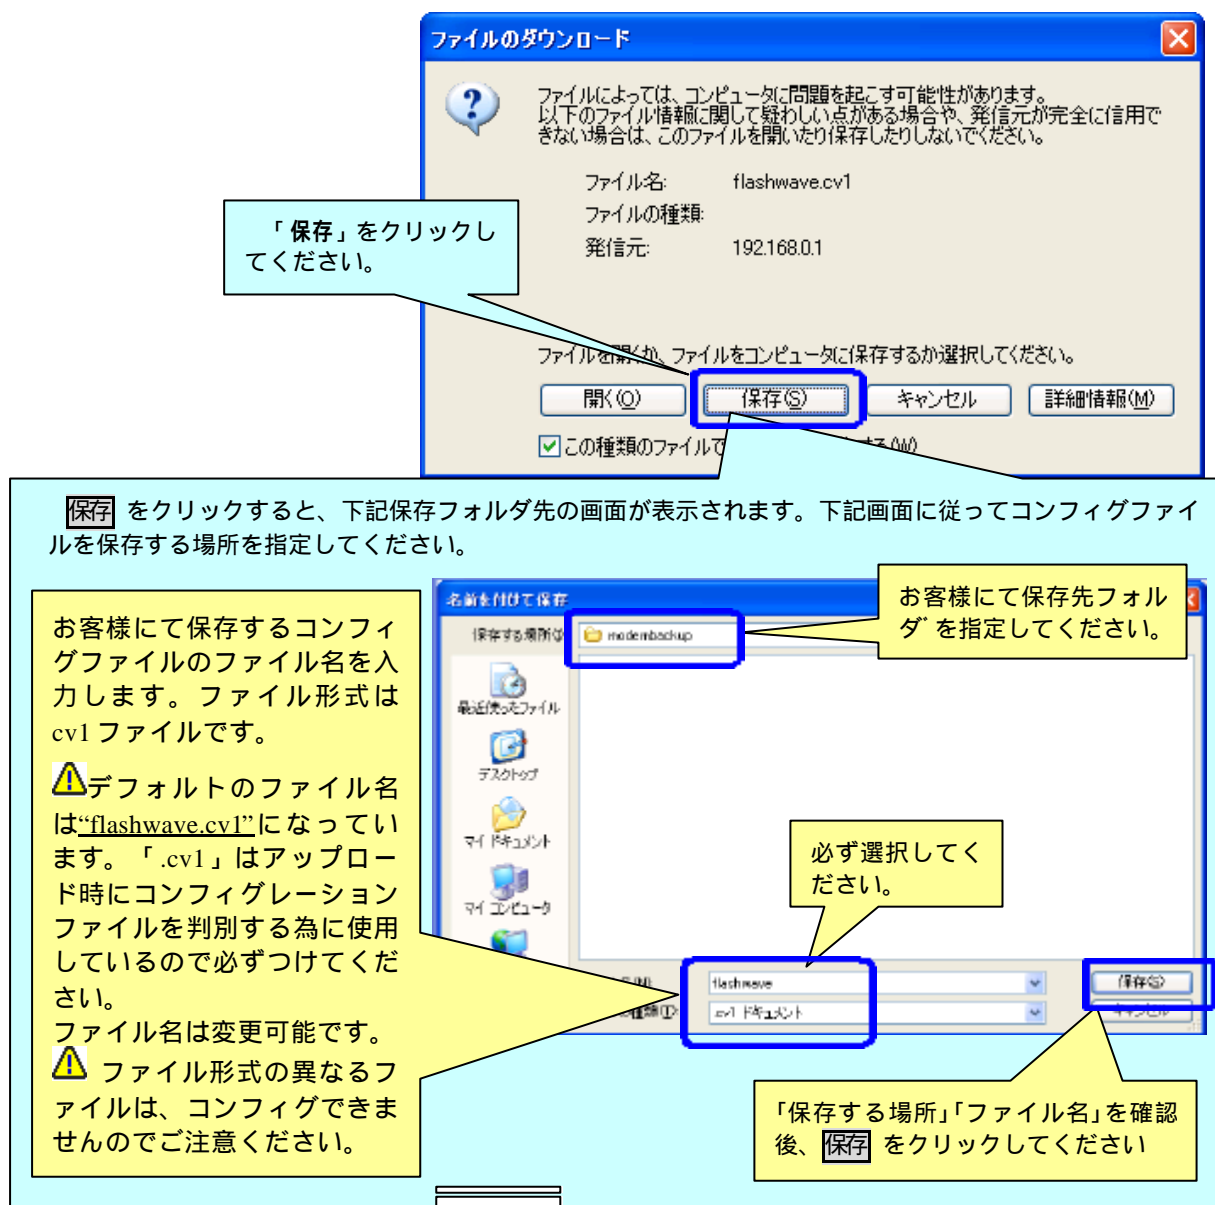 ファイルのダウンロード
ファイルによっては、コンピュータに問題を起こす可能性があります。
以下のファイル情報に関して疑わしい点がある場合や、発信元が完全に信用で
きない場合は、このファイルを開いたり保存したりしないでください。
ファイル名: flashwave.cv1
ファイルの種類:
発信元: 192.168.0.1
「保存」をクリックし
てください。
ファイルを開くか、ファイルをコンピュータに保存するか選択してください。
開く(O) 保存(S) キャンセル 詳細情報(M)
この種類のファイルで する(W)
保存 をクリックすると、下記保存フォルダ先の画面が表示されます。下記画面に従ってコンフィグファイ
ルを保存する場所を指定してください。
お客様にて保存するコンフィ
グファイルのファイル名を入
力します。ファイル形式は
cv1 ファイルです。
デフォルトのファイル名
は“flashwave.cv1”になってい
ます。「.cv1」はアップロー
ド時にコンフィグレーション
ファイルを判別する為に使用
しているので必ずつけてくだ
さい。
ファイル名は変更可能です。
ファイル形式の異なるフ
ァイルは、コンフィグできま
せんのでご注意ください。
名前を付けて保存
保存する場所(I): modembackup
お客様にて保存先フォル
ダを指定してください。
最近使ったファイル
デスクトップ
マイ ドキュメント
マイ コンピュータ
必ず選択してく
ださい。
名(N): flashwave 保存(S)
の種類(T): .cv1 ドキュメント キャンセル
「保存する場所」「ファイル名」を確認
後、保存 をクリックしてください